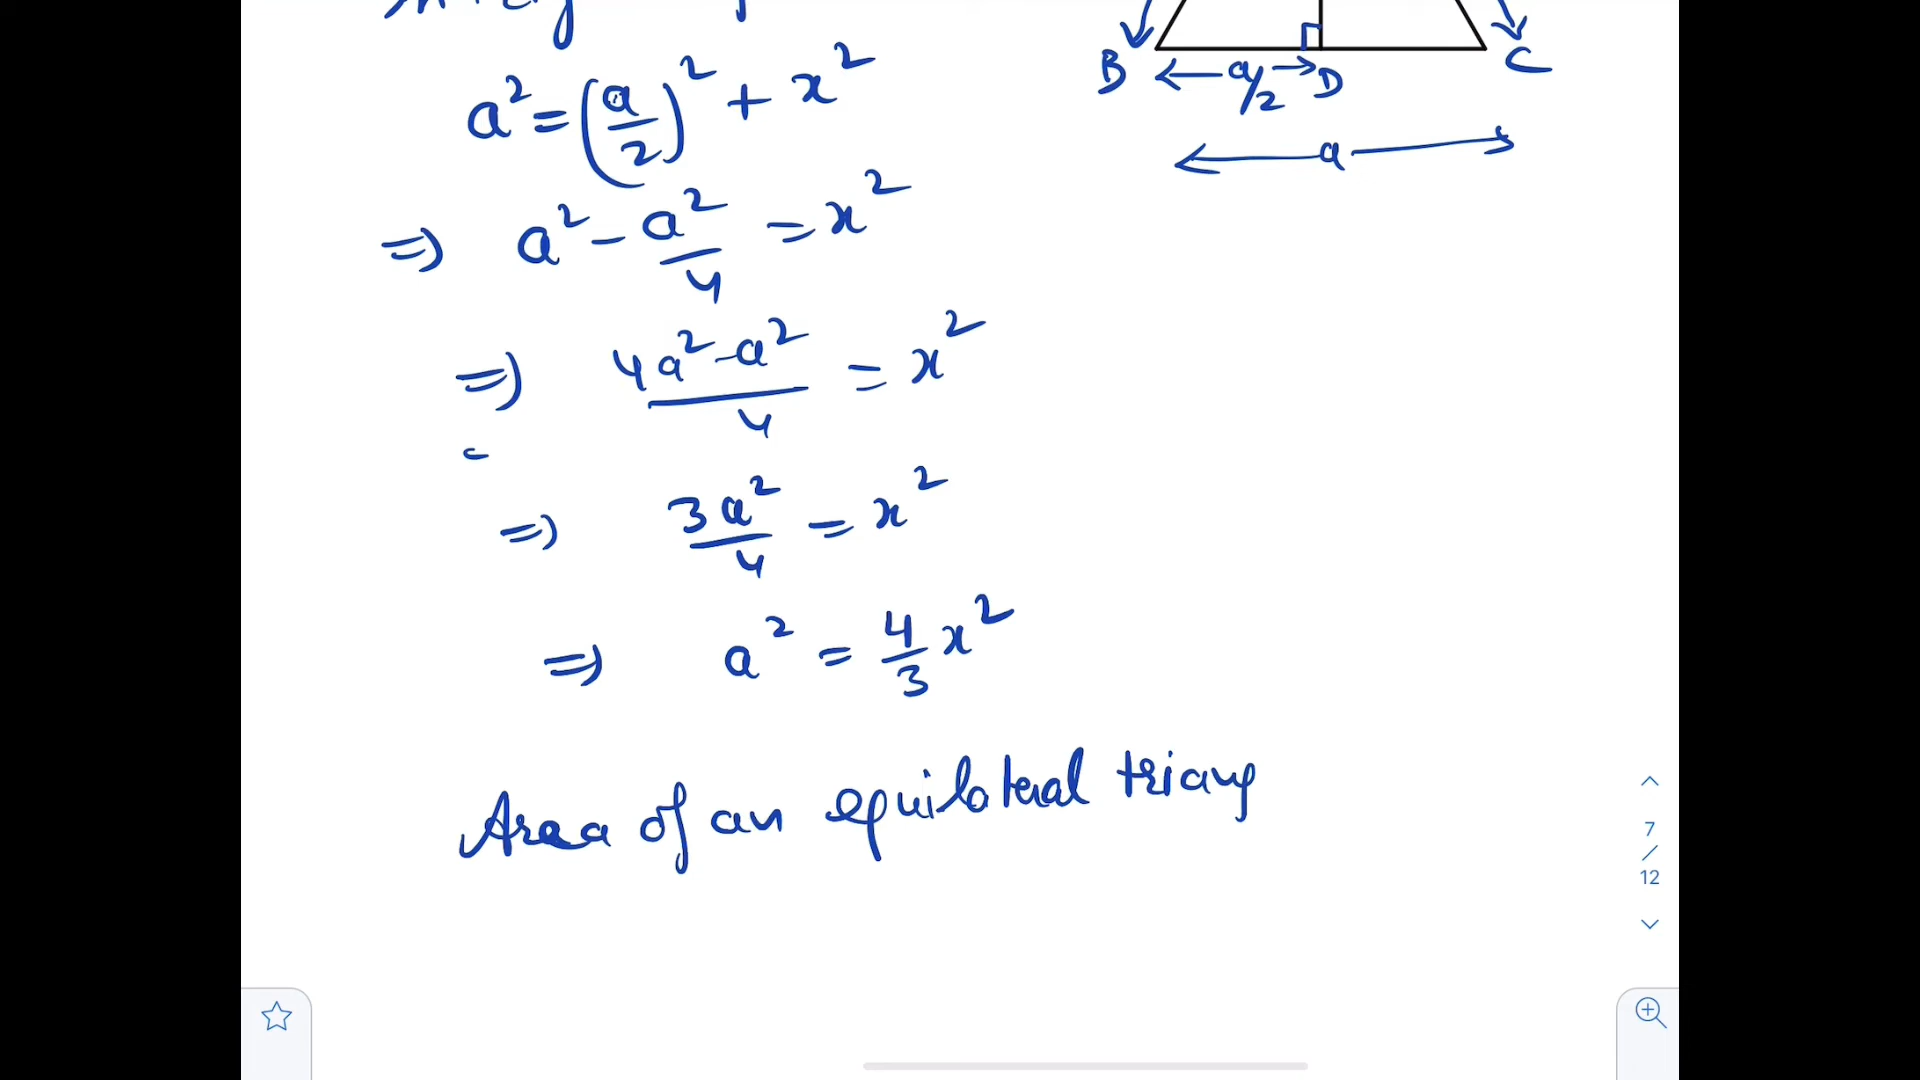 a² = (a/2)² + x²
⇒ a² - a²/4 = x²
⇒ (4a² - a²)/4 = x²
⇒ 3a²/4 = x²
⇒ a² = 4/3 x²
Area of an equilateral triang
B a/2 D C
a
7
/
12